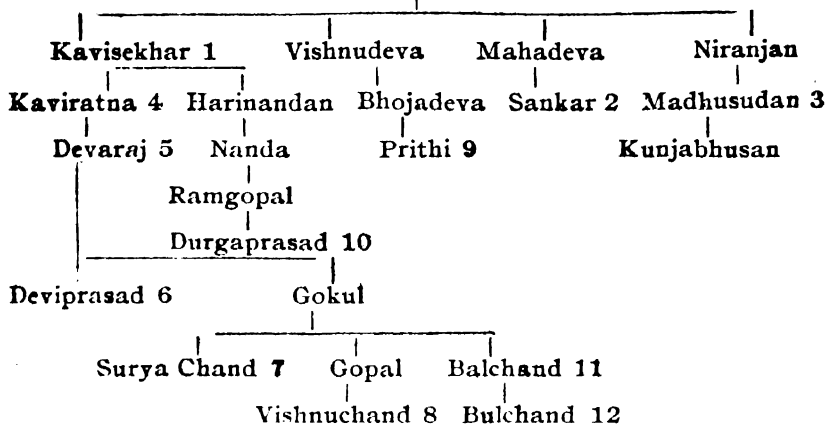 Kavisekhar 1 Vishnudeva Mahadeva Niranjan
Kaviratna 4 Harinandan Bhojadeva Sankar 2 Madhusudan 3
Devaraj 5 Nanda Prithi 9 Kunjabhusan
Ramgopal
Durgaprasad 10
Deviprasad 6 Gokul
Surya Chand 7 Gopal Balchand 11
Vishnuchand 8 Bulchand 12